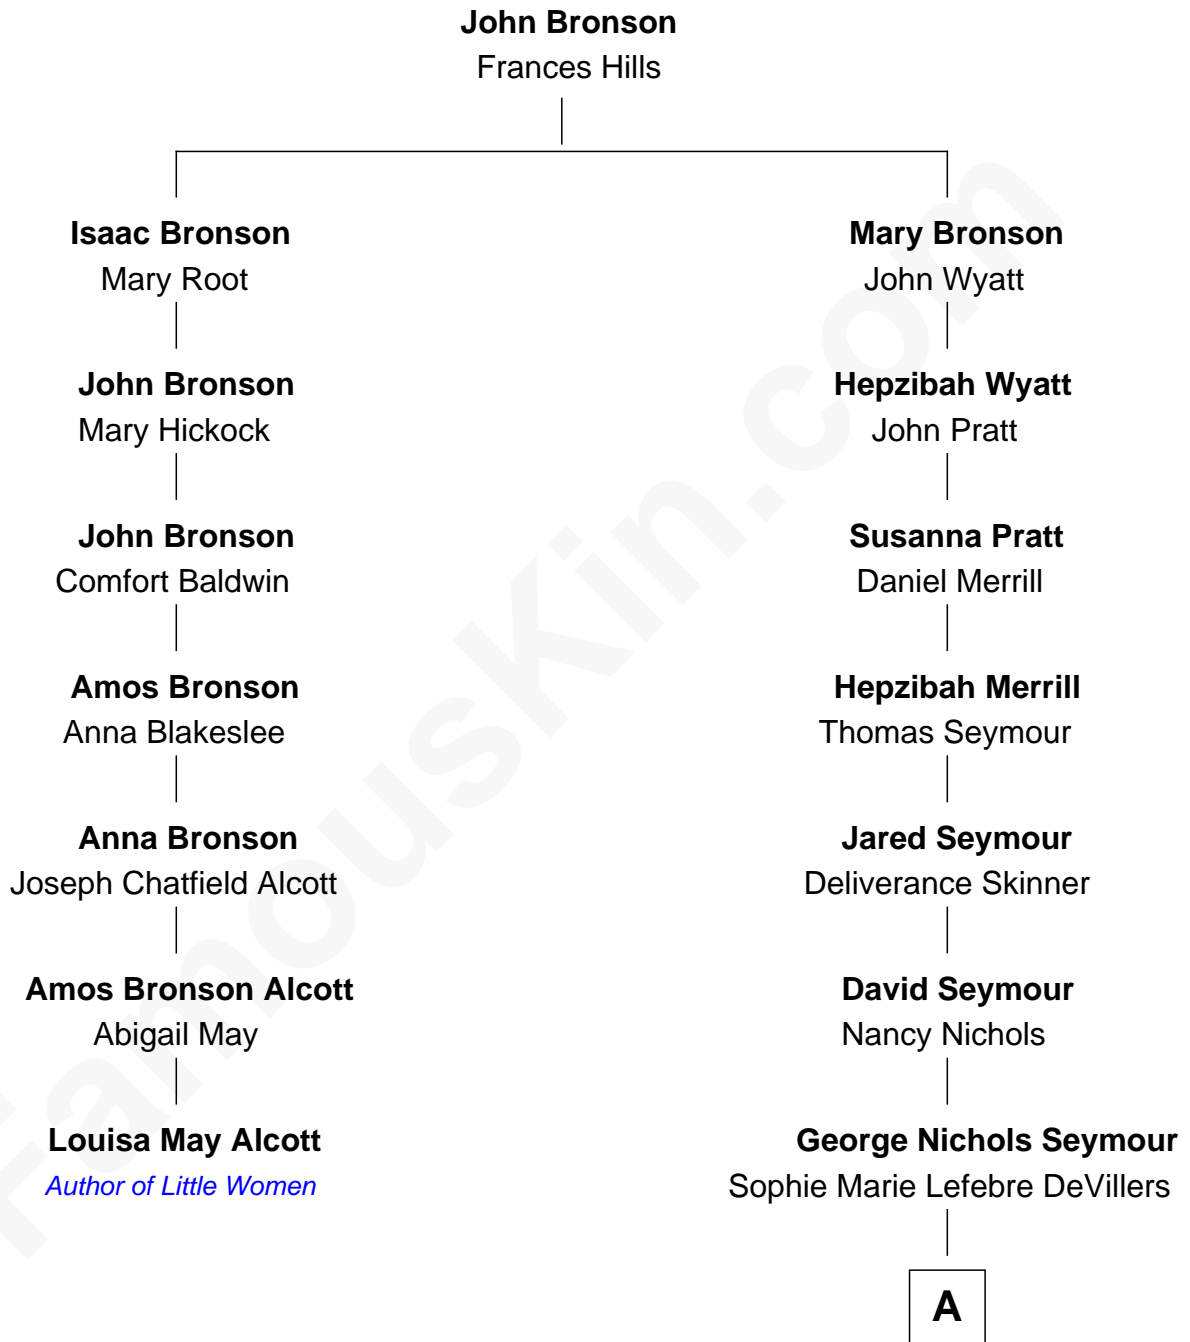 John Bronson
Frances Hills
Isaac Bronson
Mary Root
Mary Bronson
John Wyatt
John Bronson
Mary Hickock
Hepzibah Wyatt
John Pratt
John Bronson
Comfort Baldwin
Susanna Pratt
Daniel Merrill
Amos Bronson
Anna Blakeslee
Hepzibah Merrill
Thomas Seymour
Anna Bronson
Joseph Chatfield Alcott
Jared Seymour
Deliverance Skinner
Amos Bronson Alcott
Abigail May
David Seymour
Nancy Nichols
Louisa May Alcott
Author of Little Women
George Nichols Seymour
Sophie Marie Lefebre DeVillers
A
FamousKin.com